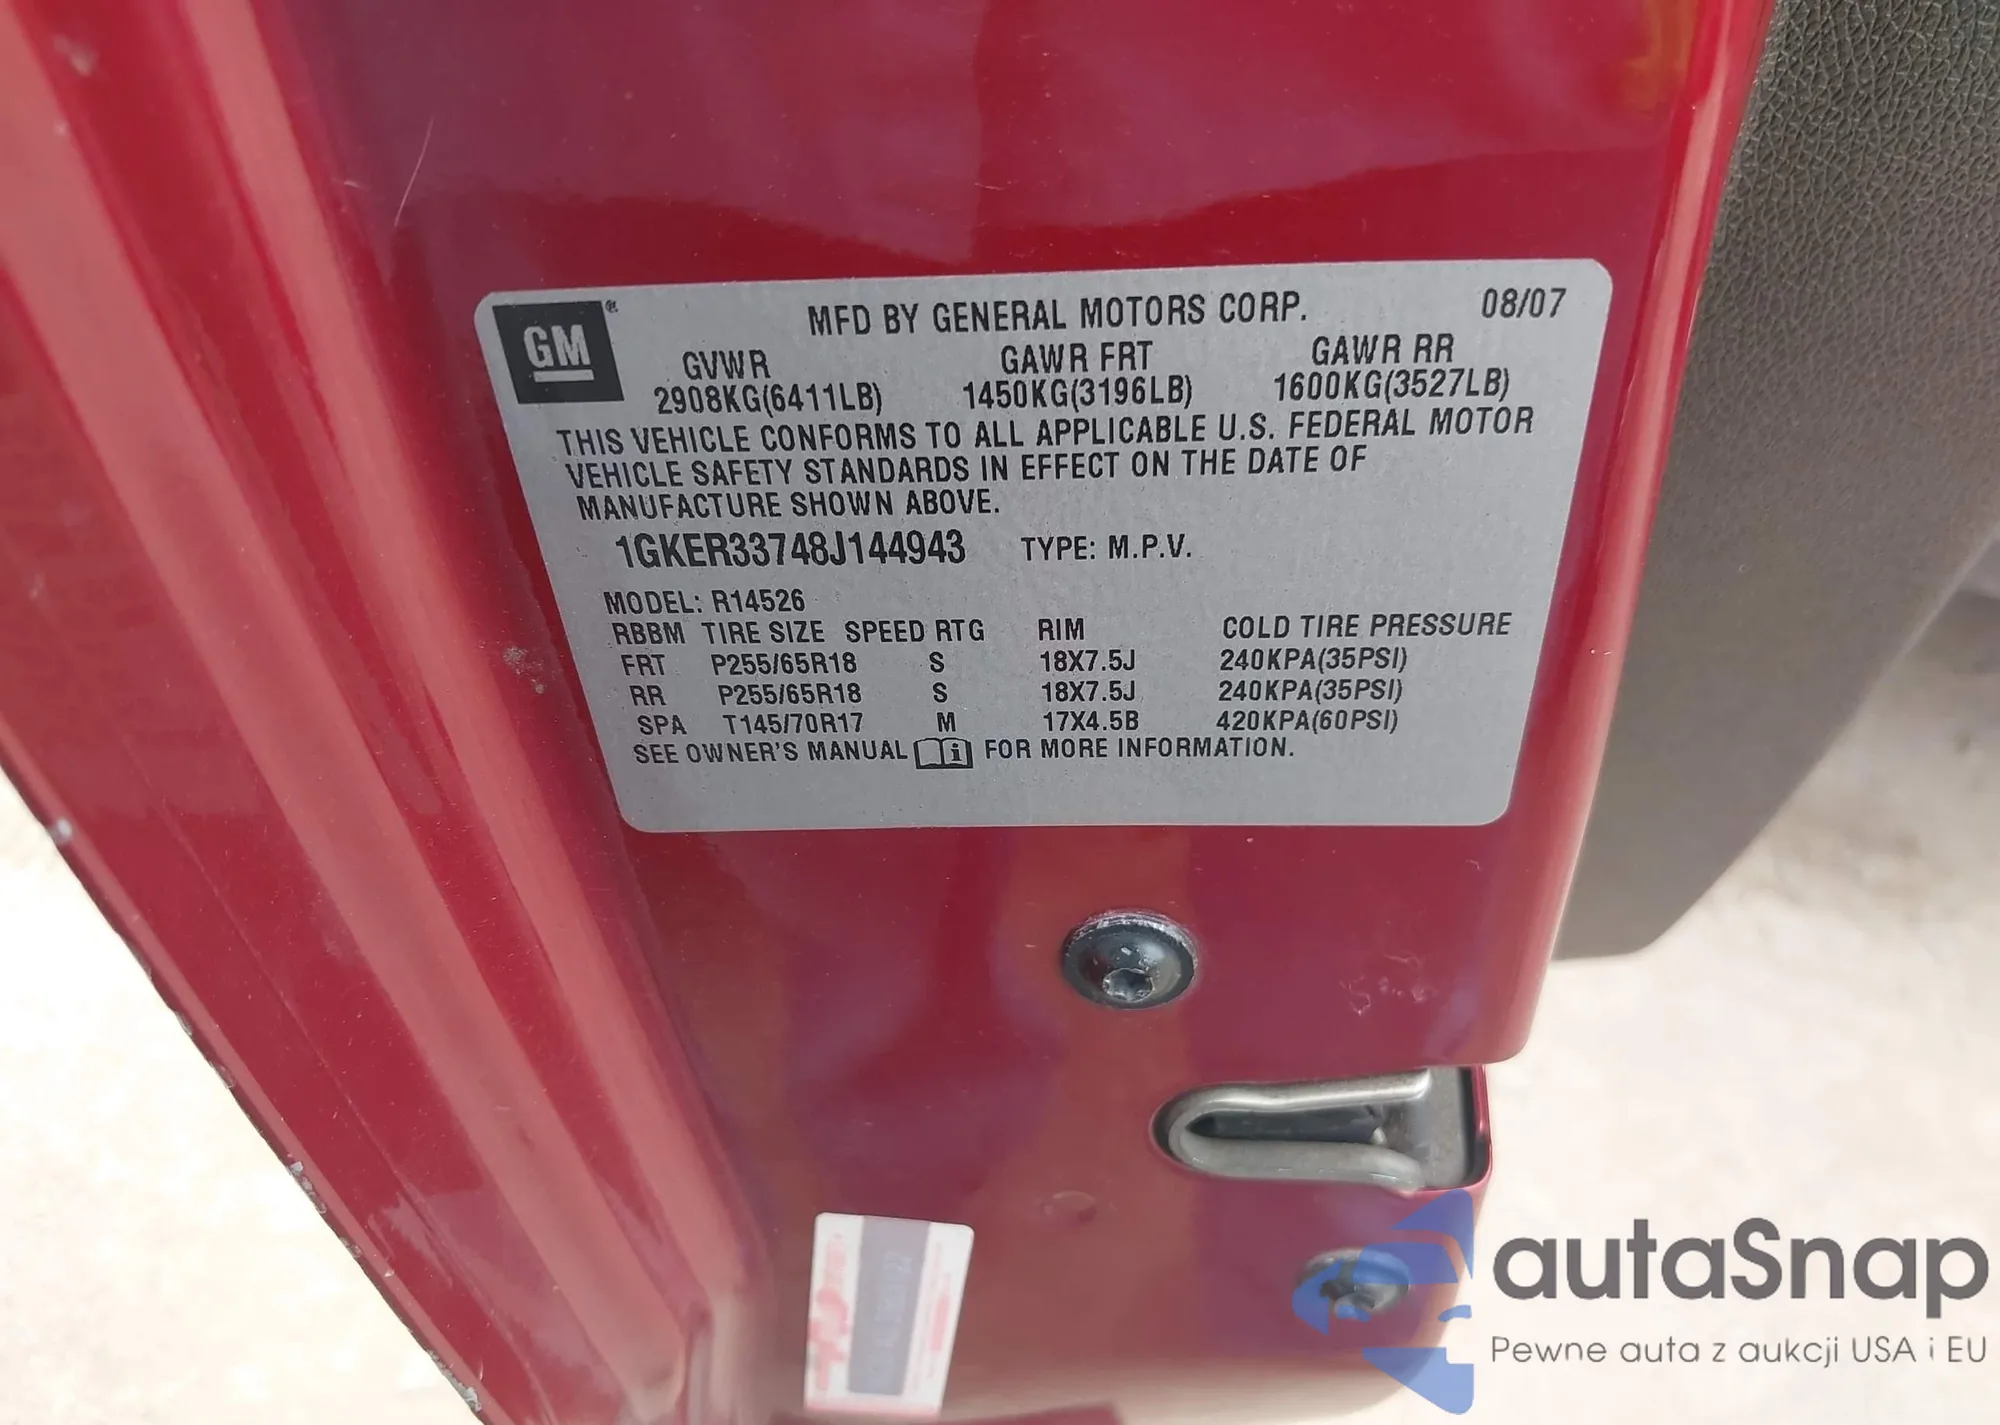 GM ® MFD BY GENERAL MOTORS CORP. 08/07
GVWR GAWR FRT GAWR RR
2908KG(6411LB) 1450KG(3196LB) 1600KG(3527LB)
THIS VEHICLE CONFORMS TO ALL APPLICABLE U.S. FEDERAL MOTOR
VEHICLE SAFETY STANDARDS IN EFFECT ON THE DATE OF
MANUFACTURE SHOWN ABOVE.
1GKER33748J144943 TYPE: M.P.V.
MODEL: R14526
RBBM TIRE SIZE SPEED RTG RIM COLD TIRE PRESSURE
FRT P255/65R18 S 18X7.5J 240KPA(35PSI)
RR P255/65R18 S 18X7.5J 240KPA(35PSI)
SPA T145/70R17 M 17X4.5B 420KPA(60PSI)
SEE OWNER'S MANUAL i FOR MORE INFORMATION.
autaSnap
Pewne auta z aukcji USA i EU